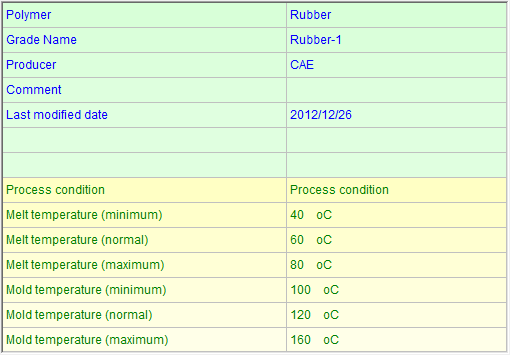 Polymer Rubber
Grade Name Rubber-1
Producer CAE
Comment
Last modified date 2012/12/26
Process condition Process condition
Melt temperature (minimum) 40 oC
Melt temperature (normal) 60 oC
Melt temperature (maximum) 80 oC
Mold temperature (minimum) 100 oC
Mold temperature (normal) 120 oC
Mold temperature (maximum) 160 oC